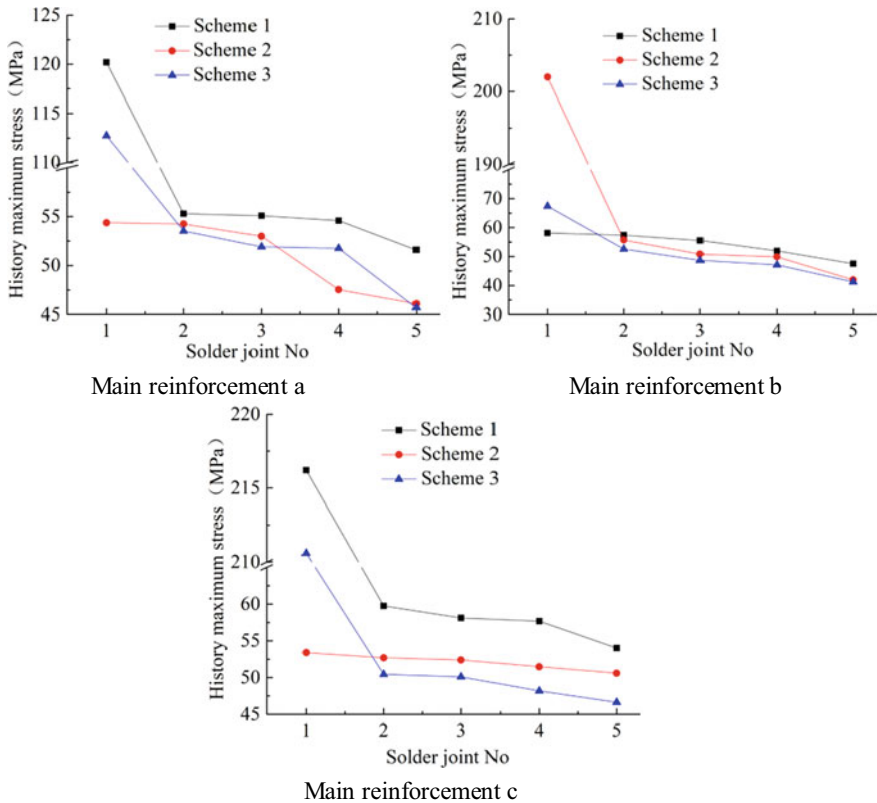 History maximum stress（MPa）
125
120
115
110
55
50
45
Scheme 1
Scheme 2
Scheme 3
1 2 3 4 5
Solder joint No
Main reinforcement a
History maximum stress（MPa）
210
200
190
70
60
50
40
30
Scheme 1
Scheme 2
Scheme 3
1 2 3 4 5
Solder joint No
Main reinforcement b
History maximum stress（MPa）
220
215
210
60
55
50
45
Scheme 1
Scheme 2
Scheme 3
1 2 3 4 5
Solder joint No
Main reinforcement c